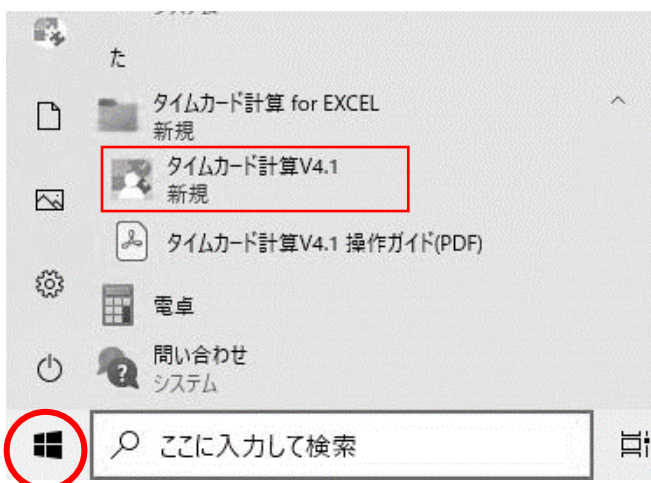 た
タイムカード計算 for EXCEL
新規
タイムカード計算V4.1
新規
タイムカード計算V4.1 操作ガイド(PDF)
電卓
問い合わせ
システム
ここに入力して検索